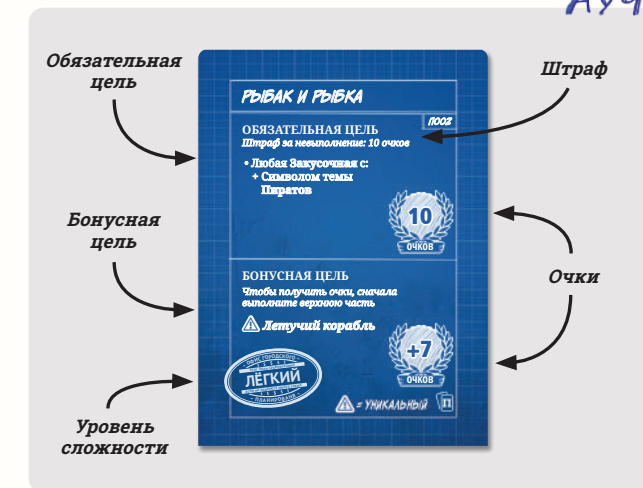 Обязательная
цель
Штраф
РЫБАК И РЫБКА
П002
ОБЯЗАТЕЛЬНАЯ ЦЕЛЬ
Штраф за невыполнение: 10 очков
• Любая Закусочная с:
+ Символом темы
Пиратов
10
ОЧКОВ
Бонусная
цель
Очки
БОНУСНАЯ ЦЕЛЬ
Чтобы получить очки, сначала
выполните верхнюю часть
Летучий корабль
+7
ОЧКОВ
ЛЁГКИЙ
= УНИКАЛЬНЫЙ
П
Уровень
сложности